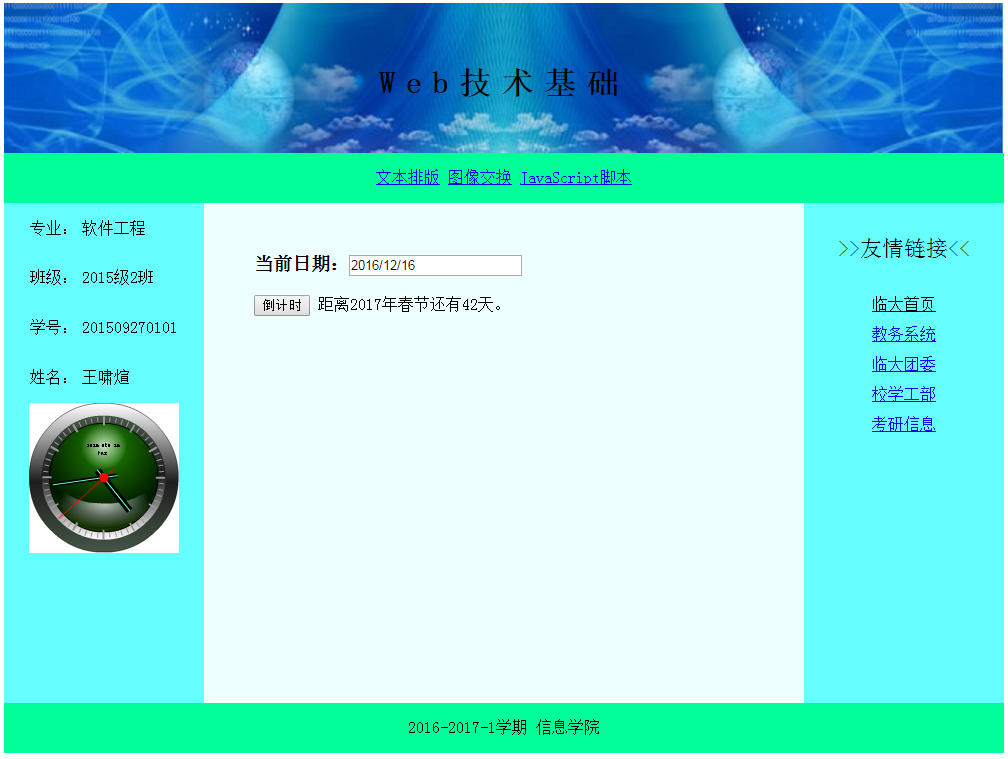 Web技术基础
文本排版 图像交换 JavaScript脚本
专业： 软件工程
班级： 2015级2班
学号： 201509270101
姓名： 王啸煊
当前日期： 2016/12/16
倒计时 距离2017年春节还有42天。
>>友情链接<<
临大首页
教务系统
临大团委
校学工部
考研信息
2016-2017-1学期 信息学院